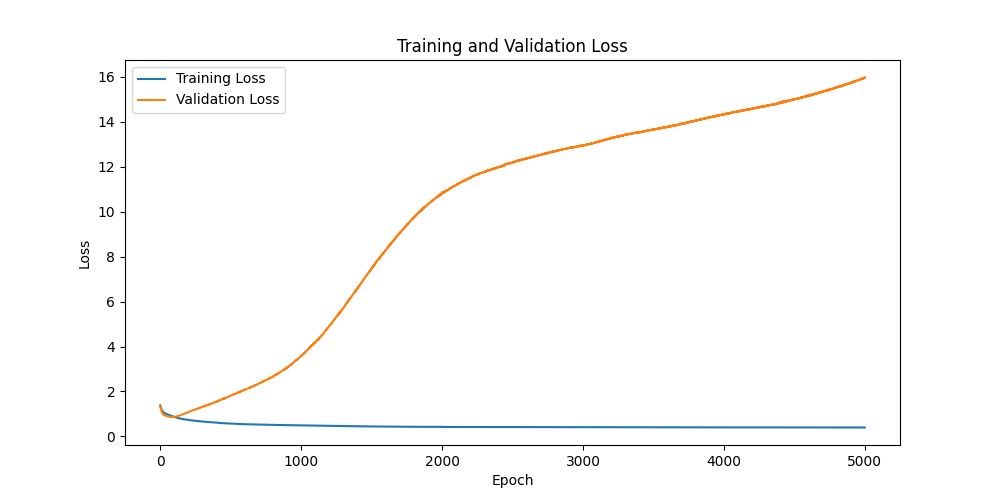 Training and Validation Loss
Training Loss
Validation Loss
16
14
12
10
8
6
4
2
0
Loss
0 1000 2000 3000 4000 5000
Epoch